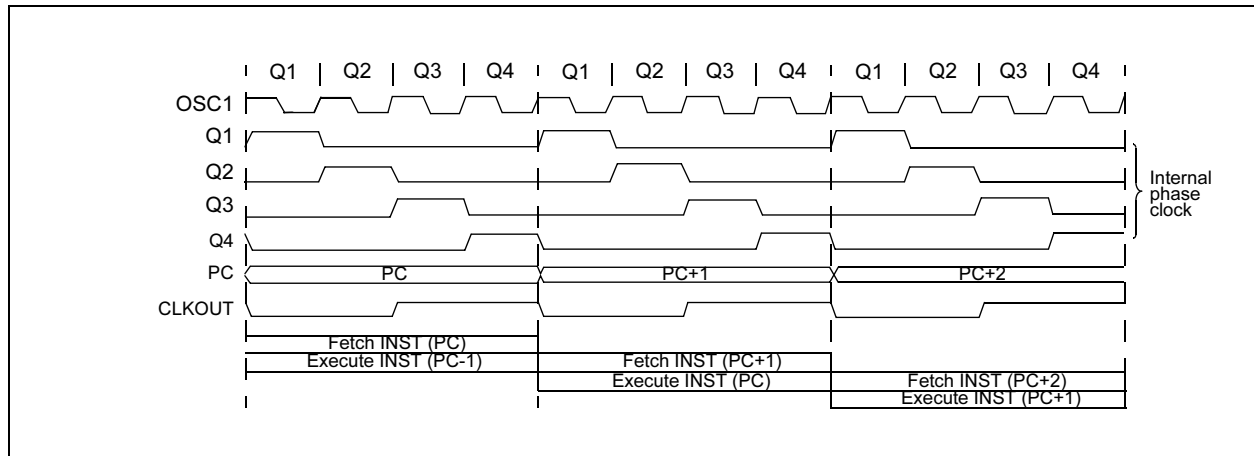 Q1 | Q2 | Q3 | Q4 | Q1 | Q2 | Q3 | Q4 | Q1 | Q2 | Q3 | Q4
OSC1
Q1
Q2
Q3
Q4
Internal
phase
clock
PC PC PC+1 PC+2
CLKOUT
Fetch INST (PC)
Execute INST (PC-1) Fetch INST (PC+1)
Execute INST (PC) Fetch INST (PC+2)
Execute INST (PC+1)